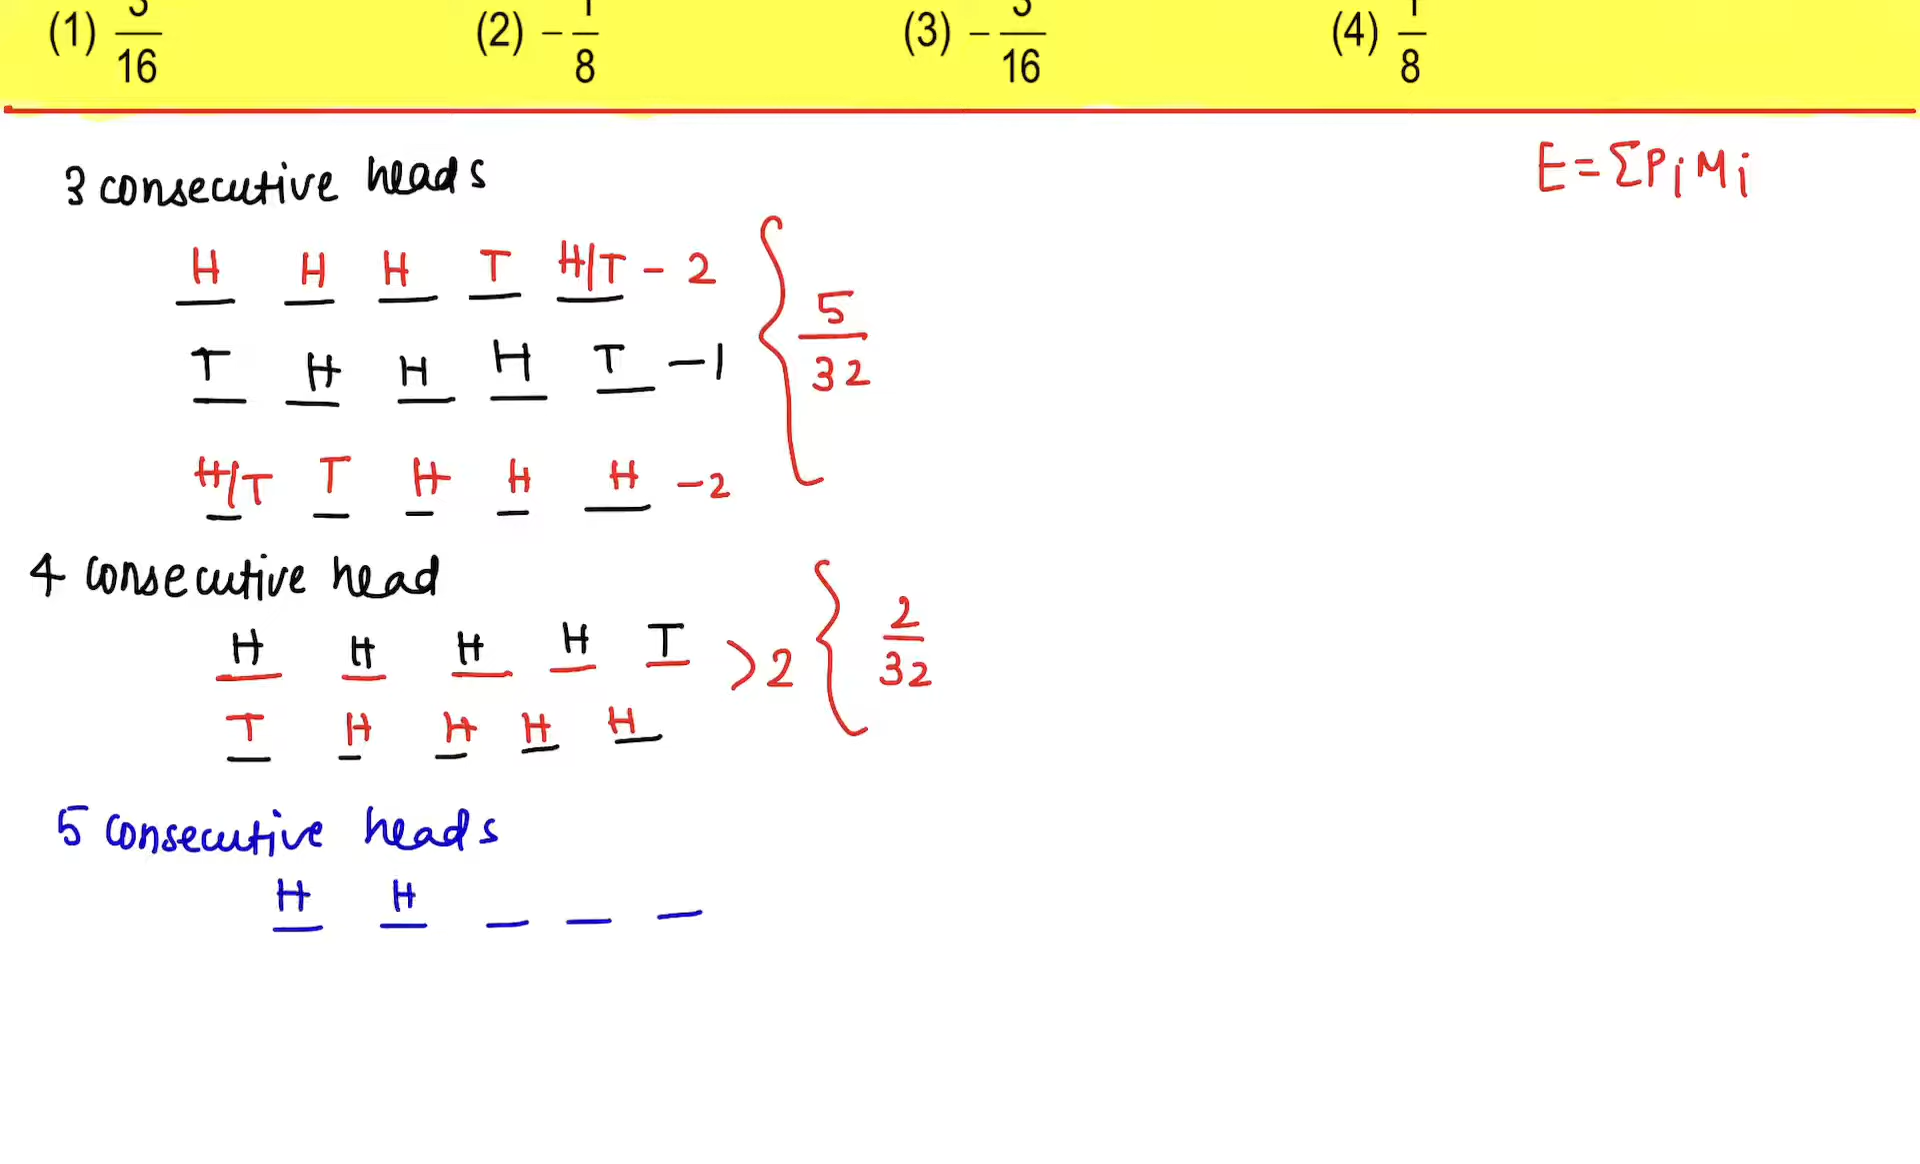 (1) 3/16 (2) -1/8 (3) -3/16 (4) 1/8
E = ΣPiMi
3 consecutive heads
H H H T H/T - 2
T H H H T - 1
H/T T H H H - 2
5/32
4 consecutive head
H H H H T
T H H H H
>2
2/32
5 consecutive heads
H H _ _ _